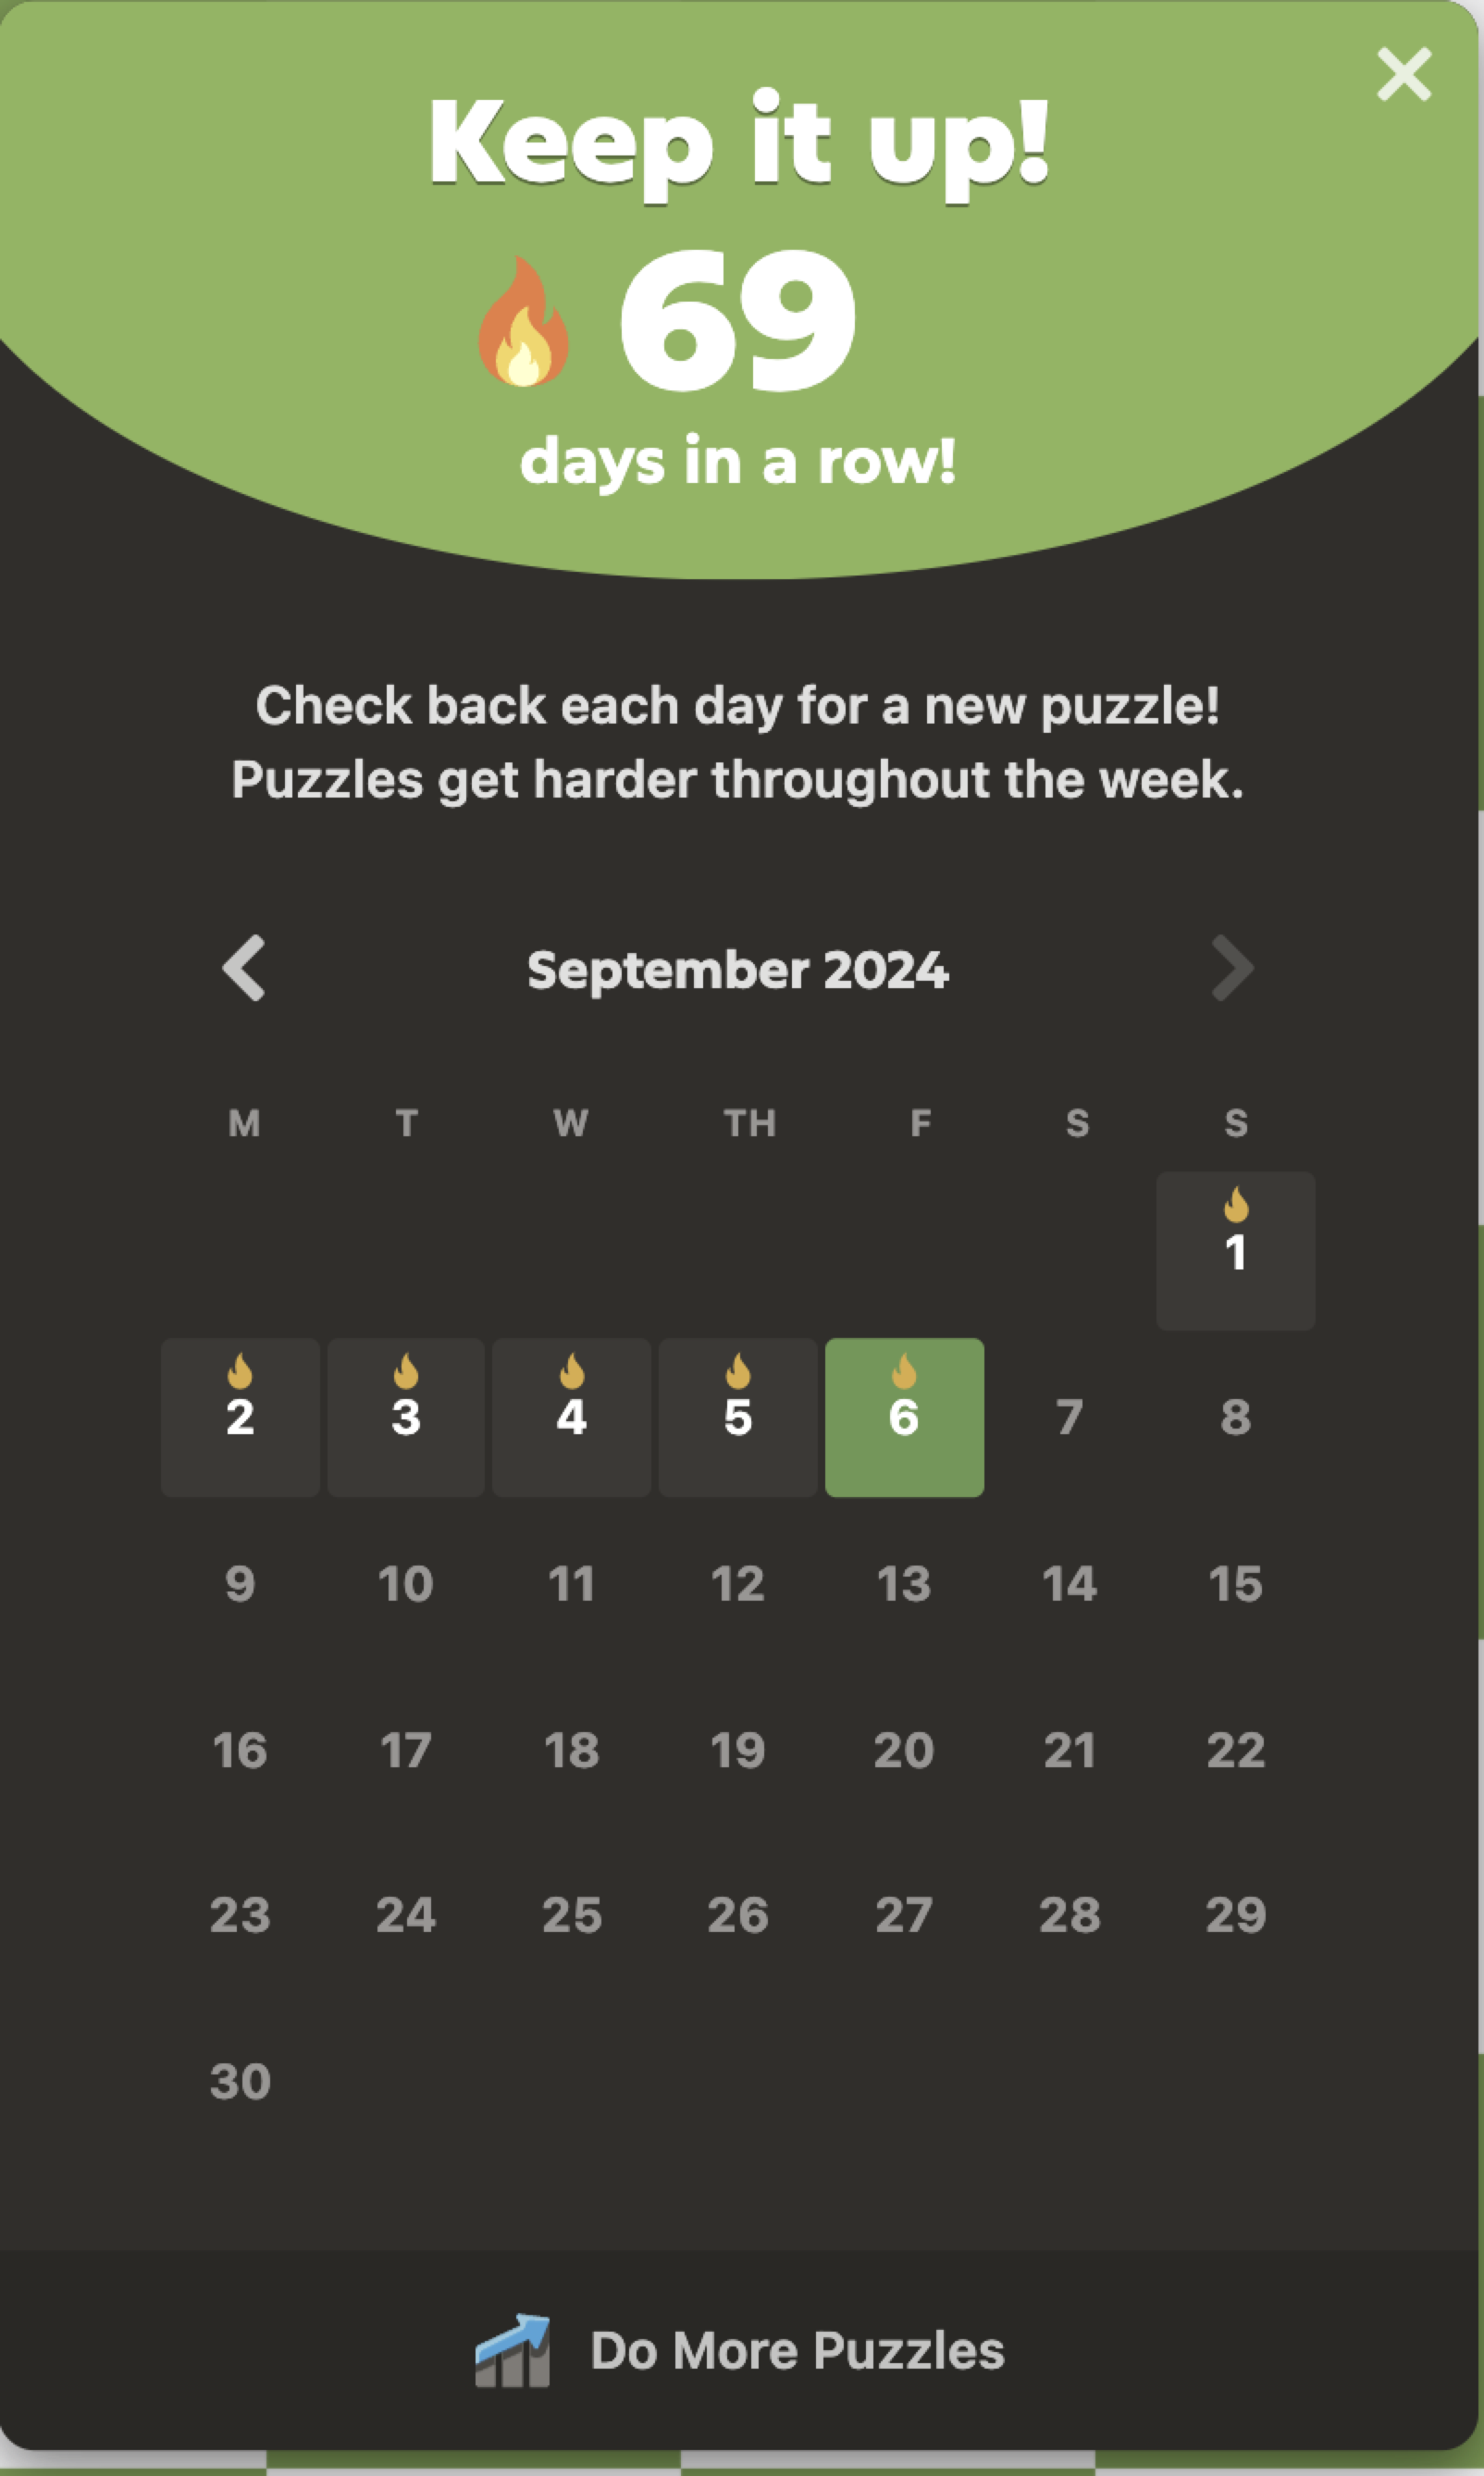 Keep it up!
69
days in a row!
Check back each day for a new puzzle!
Puzzles get harder throughout the week.
September 2024
M T W TH F S S
1
2 3 4 5 6 7 8
9 10 11 12 13 14 15
16 17 18 19 20 21 22
23 24 25 26 27 28 29
30
Do More Puzzles